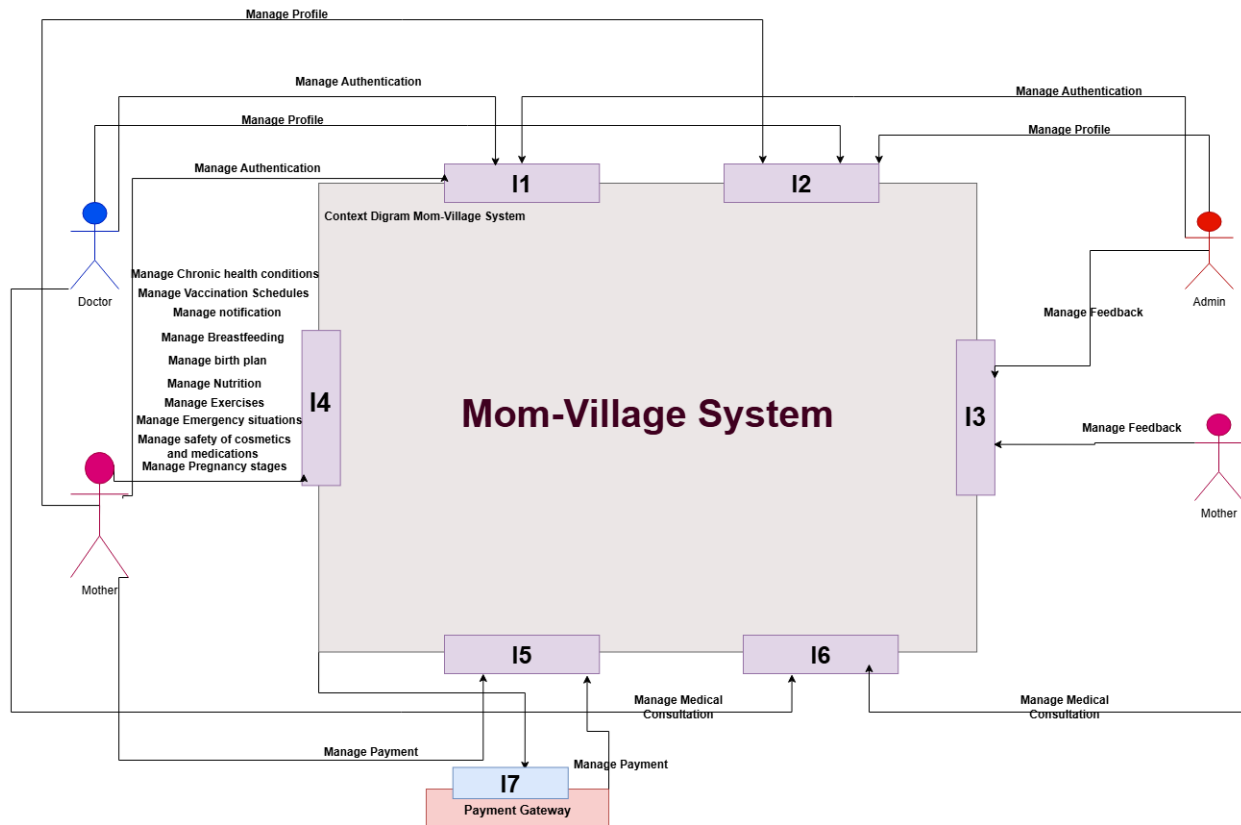 Manage Profile
Manage Authentication
Manage Authentication
Manage Profile
Manage Profile
Manage Authentication
I1
I2
Context Digram Mom-Village System
Doctor
Admin
Manage Chronic health conditions
Manage Vaccination Schedules
Manage notification
Manage Feedback
Manage Breastfeeding
Manage birth plan
Manage Nutrition
Manage Exercises
Manage Emergency situations
Manage safety of cosmetics
and medications
Manage Pregnancy stages
I4
Mom-Village System
I3
Manage Feedback
Mother
Mother
I5
I6
Manage Medical
Consultation
Manage Medical
Consultation
Manage Payment
Manage Payment
I7
Payment Gateway